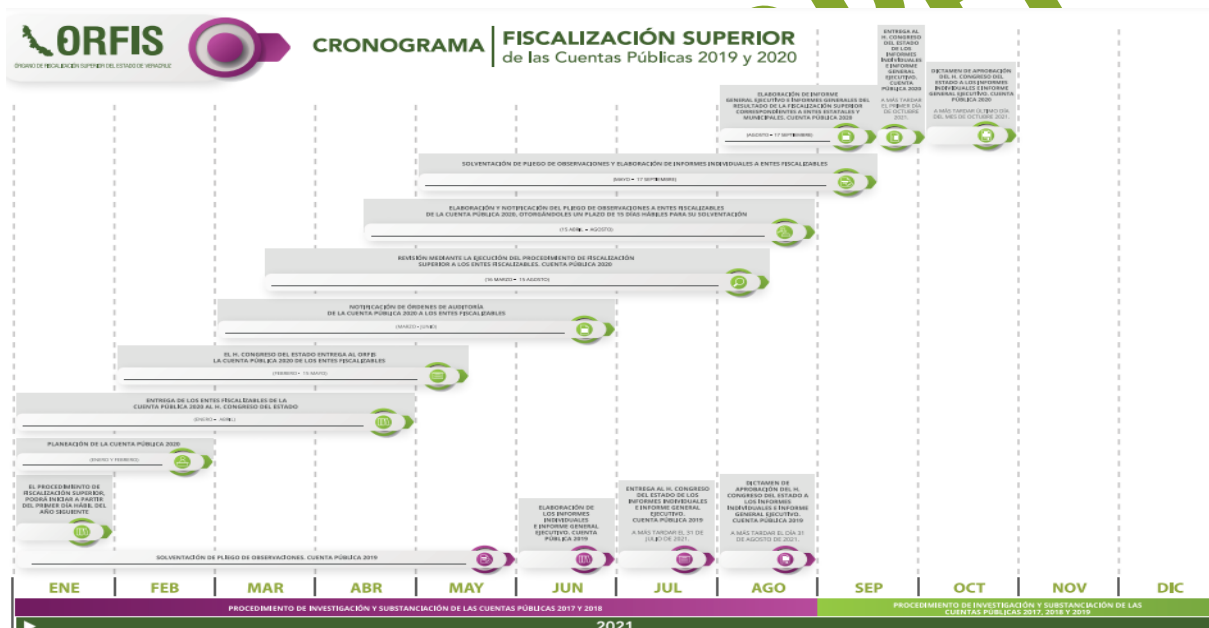 ORFIS
ÓRGANO DE FISCALIZACIÓN SUPERIOR DEL ESTADO DE VERACRUZ
CRONOGRAMA
FISCALIZACIÓN SUPERIOR
de las Cuentas Públicas 2019 y 2020
ENTREGA AL
H. CONGRESO
DEL ESTADO
DE LOS
INFORMES
INDIVIDUALES
E INFORME
GENERAL
EJECUTIVO.
CUENTA
PÚBLICA 2020
A MÁS TARDAR
EL PRIMER DÍA
DE OCTUBRE
2021.
DICTAMEN DE APROBACIÓN
DEL H. CONGRESO DEL
ESTADO A LOS INFORMES
INDIVIDUALES E INFORME
GENERAL EJECUTIVO. CUENTA
PÚBLICA 2020
A MÁS TARDAR ÚLTIMO DÍA
DEL MES DE OCTUBRE 2021.
ELABORACIÓN DE INFORME
GENERAL EJECUTIVO E INFORMES GENERALES DEL
RESULTADO DE LA FISCALIZACIÓN SUPERIOR
CORRESPONDIENTES A ENTES ESTATALES Y
MUNICIPALES. CUENTA PÚBLICA 2020
(AGOSTO – 17 SEPTIEMBRE)
SOLVENTACIÓN DE PLIEGO DE OBSERVACIONES Y ELABORACIÓN DE INFORMES INDIVIDUALES A ENTES FISCALIZABLES
(MAYO – 17 SEPTIEMBRE)
ELABORACIÓN Y NOTIFICACIÓN DEL PLIEGO DE OBSERVACIONES A ENTES FISCALIZABLES
DE LA CUENTA PÚBLICA 2020, OTORGÁNDOLES UN PLAZO DE 15 DÍAS HÁBILES PARA SU SOLVENTACIÓN
(15 ABRIL – AGOSTO)
REVISIÓN MEDIANTE LA EJECUCIÓN DEL PROCEDIMIENTO DE FISCALIZACIÓN
SUPERIOR A LOS ENTES FISCALIZABLES. CUENTA PÚBLICA 2020
(16 MARZO – 15 AGOSTO)
NOTIFICACIÓN DE ÓRDENES DE AUDITORÍA
DE LA CUENTA PÚBLICA 2020 A LOS ENTES FISCALIZABLES
(MARZO – JUNIO)
EL H. CONGRESO DEL ESTADO ENTREGA AL ORFIS
LA CUENTA PÚBLICA 2020 DE LOS ENTES FISCALIZABLES
(FEBRERO – 15 MAYO)
ENTREGA DE LOS ENTES FISCALIZABLES DE LA
CUENTA PÚBLICA 2020 AL H. CONGRESO DEL ESTADO
(ENERO – ABRIL)
PLANEACIÓN DE LA CUENTA PÚBLICA 2020
(ENERO Y FEBRERO)
EL PROCEDIMIENTO DE
FISCALIZACIÓN SUPERIOR,
PODRÁ INICIAR A PARTIR
DEL PRIMER DÍA HÁBIL DEL
AÑO SIGUIENTE
ELABORACIÓN DE
LOS INFORMES
INDIVIDUALES
E INFORME GENERAL
EJECUTIVO. CUENTA
PÚBLICA 2019
ENTREGA AL H. CONGRESO
DEL ESTADO DE LOS
INFORMES INDIVIDUALES
E INFORME GENERAL
EJECUTIVO.
CUENTA PÚBLICA 2019
A MÁS TARDAR EL 31 DE
JULIO DE 2021.
DICTAMEN DE
APROBACIÓN DEL H.
CONGRESO DEL ESTADO A
LOS INFORMES
INDIVIDUALES E INFORME
GENERAL EJECUTIVO.
CUENTA PÚBLICA 2019
A MÁS TARDAR EL DÍA 31
DE AGOSTO DE 2021.
SOLVENTACIÓN DE PLIEGO DE OBSERVACIONES. CUENTA PÚBLICA 2019
ENE FEB MAR ABR MAY JUN JUL AGO SEP OCT NOV DIC
PROCEDIMIENTO DE INVESTIGACIÓN Y SUBSTANCIACIÓN DE LAS CUENTAS PÚBLICAS 2017 Y 2018
PROCEDIMIENTO DE INVESTIGACIÓN Y SUBSTANCIACIÓN DE LAS
CUENTAS PÚBLICAS 2017, 2018 Y 2019
2021